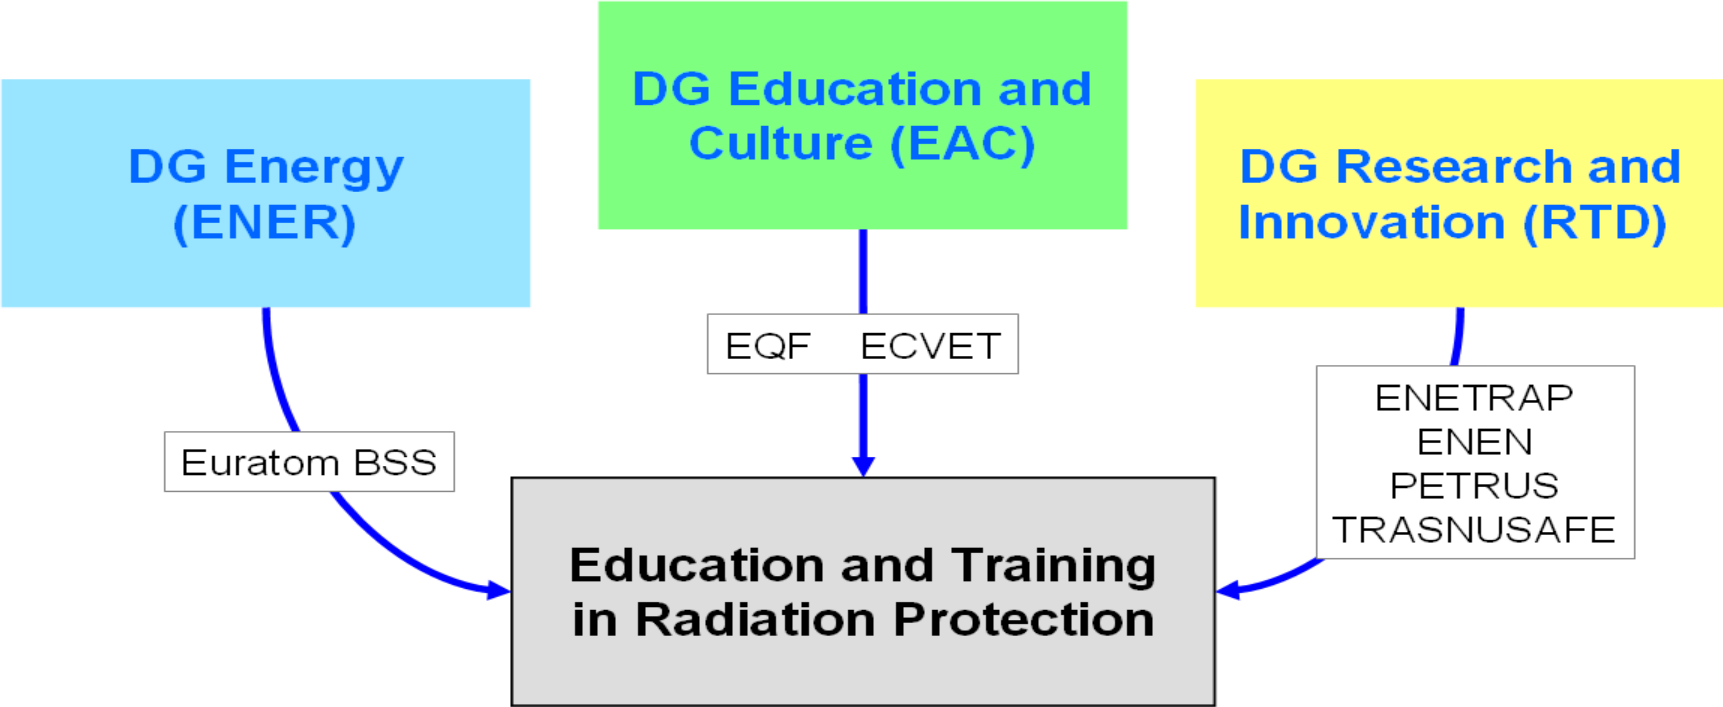 DG Energy
(ENER)
DG Education and
Culture (EAC)
DG Research and
Innovation (RTD)
Euratom BSS
EQF ECVET
ENETRAP
ENEN
PETRUS
TRASNUSAFE
Education and Training
in Radiation Protection